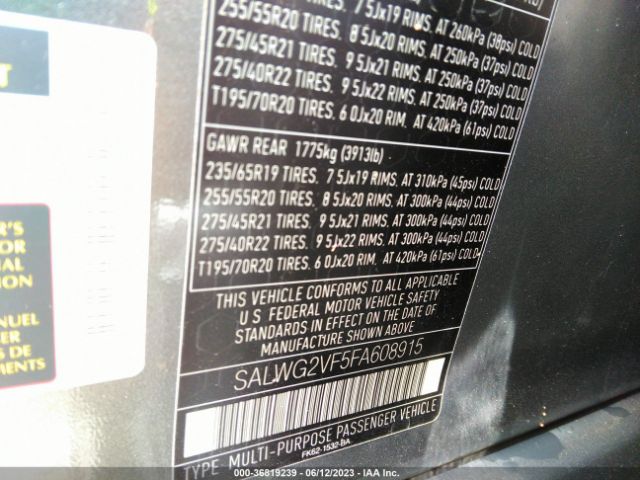 7 5Jx19 RIMS, AT 260kPa (38psi) COLD
255/55R20 TIRES, 8 5Jx20 RIMS, AT 250kPa (37psi) COLD
275/45R21 TIRES, 9 5Jx21 RIMS, AT 250kPa (37psi) COLD
275/40R22 TIRES, 9 5Jx22 RIMS, AT 250kPa (37psi) COLD
T195/70R20 TIRES, 6 0Jx20 RIM, AT 420kPa (61psi) COLD
GAWR REAR 1775kg (3913lb)
235/65R19 TIRES, 7 5Jx19 RIMS, AT 310kPa (45psi) COLD
255/55R20 TIRES, 8 5Jx20 RIMS, AT 300kPa (44psi) COLD
275/45R21 TIRES, 9 5Jx21 RIMS, AT 300kPa (44psi) COLD
275/40R22 TIRES, 9 5Jx22 RIMS, AT 300kPa (44psi) COLD
T195/70R20 TIRES, 6 0Jx20 RIM, AT 420kPa (61psi) COLD
THIS VEHICLE CONFORMS TO ALL APPLICABLE
U S FEDERAL MOTOR VEHICLE SAFETY
STANDARDS IN EFFECT ON THE DATE OF
MANUFACTURE SHOWN ABOVE
SALWG2VF5FA608915
TYPE MULTI-PURPOSE PASSENGER VEHICLE
FK62-1532-BA
MANUEL
DE
000-36819239 - 06/12/2023 - IAA Inc.